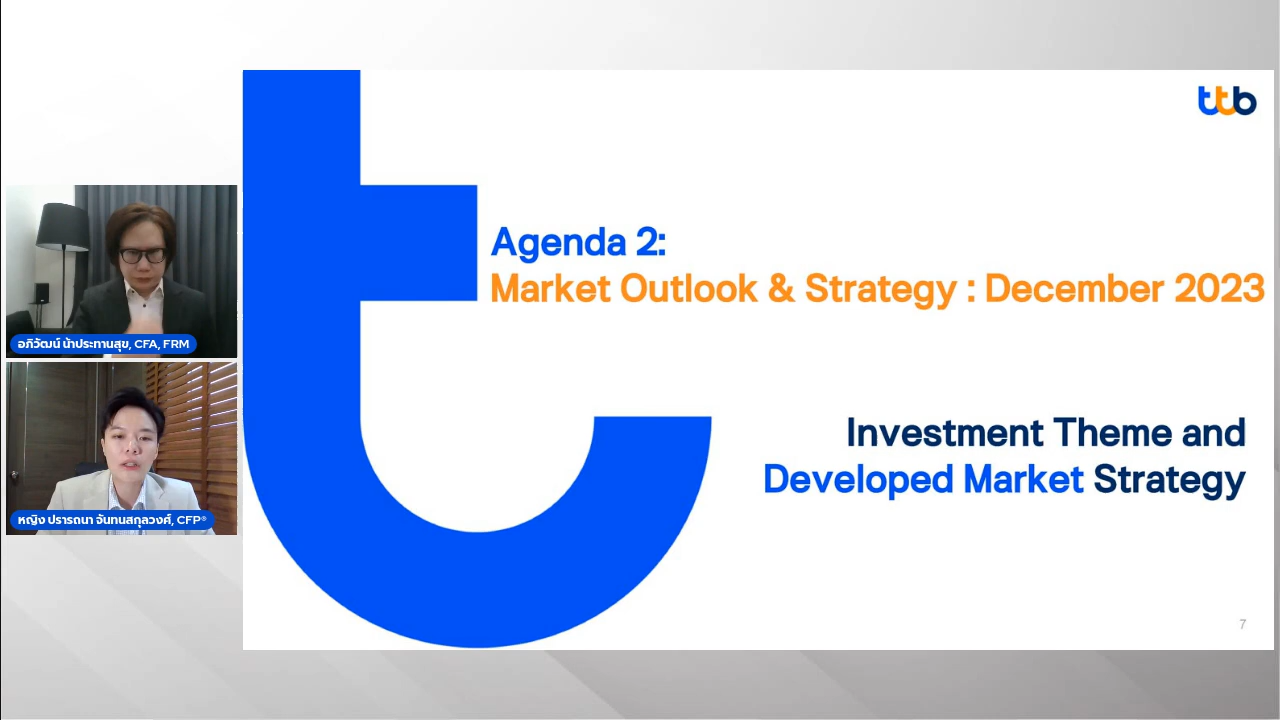 ttb
Agenda 2:
Market Outlook & Strategy : December 2023
Investment Theme and
Developed Market Strategy
7
อภิวัฒน์ น้าประทานสุข, CFA, FRM
หญิง ปรารถนา จันทนสกุลวงศ์, CFP®